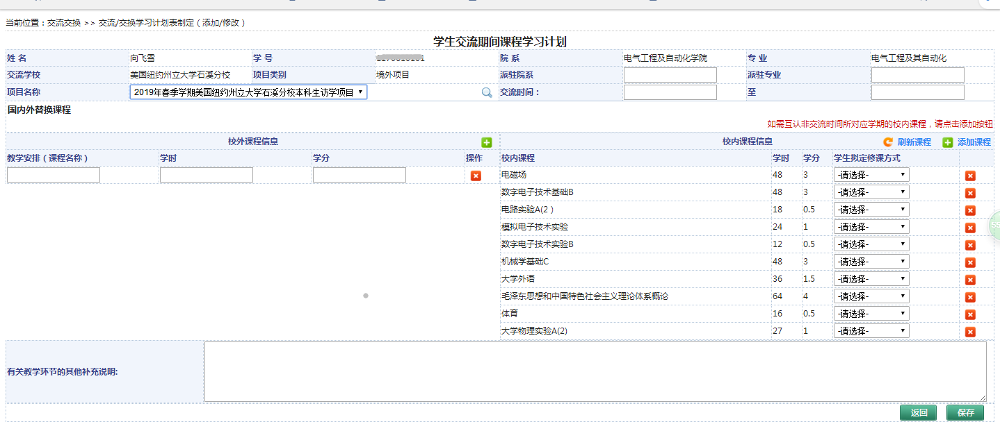 当前位置：交流交换 >> 交流/交换学习计划表制定（添加/修改）
学生交流期间课程学习计划
姓 名 向飞雪 学 号 院 系 电气工程及自动化学院 专 业 电气工程及其自动化
交流学校 美国纽约州立大学石溪分校 项目类别 境外项目 派驻院系 派驻专业
项目名称 2019年春季学期美国纽约州立大学石溪分校本科生访学项目 交流时间： 至
国内外替换课程
如需互认非交流时间所对应学期的校内课程，请点击添加按钮
校外课程信息 校内课程信息 刷新课程 添加课程
教学安排（课程名称） 学时 学分 操作 校内课程 学时 学分 学生拟定修课方式
电磁场 48 3 -请选择-
数字电子技术基础B 48 3 -请选择-
电路实验A(2） 18 0.5 -请选择-
模拟电子技术实验 24 1 -请选择-
数字电子技术实验B 12 0.5 -请选择-
机械学基础C 48 3 -请选择-
大学外语 36 1.5 -请选择-
毛泽东思想和中国特色社会主义理论体系概论 64 4 -请选择-
体育 16 0.5 -请选择-
大学物理实验A(2) 27 1 -请选择-
有关教学环节的其他补充说明:
返回 保存